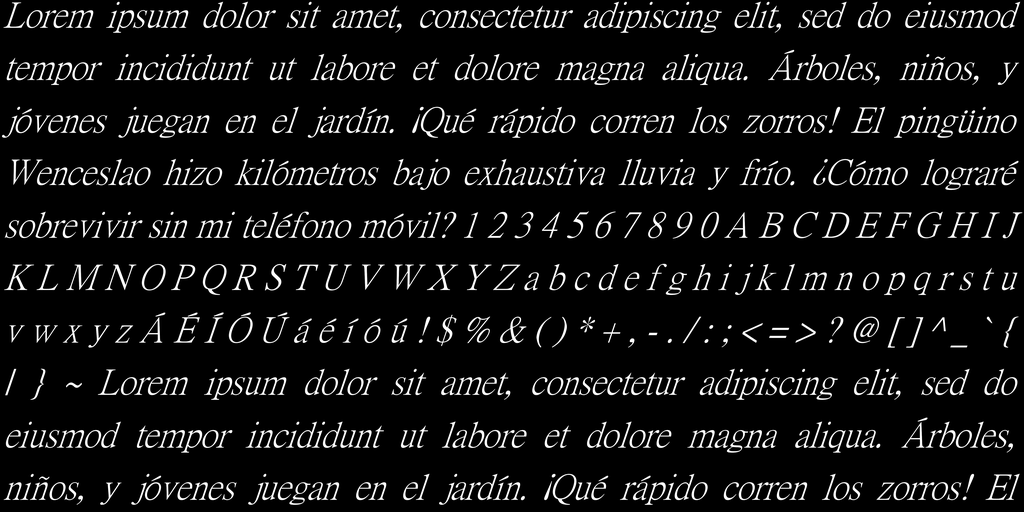 Lorem ipsum dolor sit amet, consectetur adipiscing elit, sed do eiusmod
tempor incididunt ut labore et dolore magna aliqua. Árboles, niños, y
jóvenes juegan en el jardín. ¡Qué rápido corren los zorros! El pingüino
Wenceslao hizo kilómetros bajo exhaustiva lluvia y frío. ¿Cómo lograré
sobrevivir sin mi teléfono móvil? 1 2 3 4 5 6 7 8 9 0 A B C D E F G H I J
K L M N O P Q R S T U V W X Y Z a b c d e f g h i j k l m n o p q r s t u
v w x y z Á É Í Ó Ú á é í ó ú ! $ % & ( ) * + , - . / : ; < = > ? @ [ ] ^ _ ` {
| } ~ Lorem ipsum dolor sit amet, consectetur adipiscing elit, sed do
eiusmod tempor incididunt ut labore et dolore magna aliqua. Árboles,
niños, y jóvenes juegan en el jardín. ¡Qué rápido corren los zorros! El